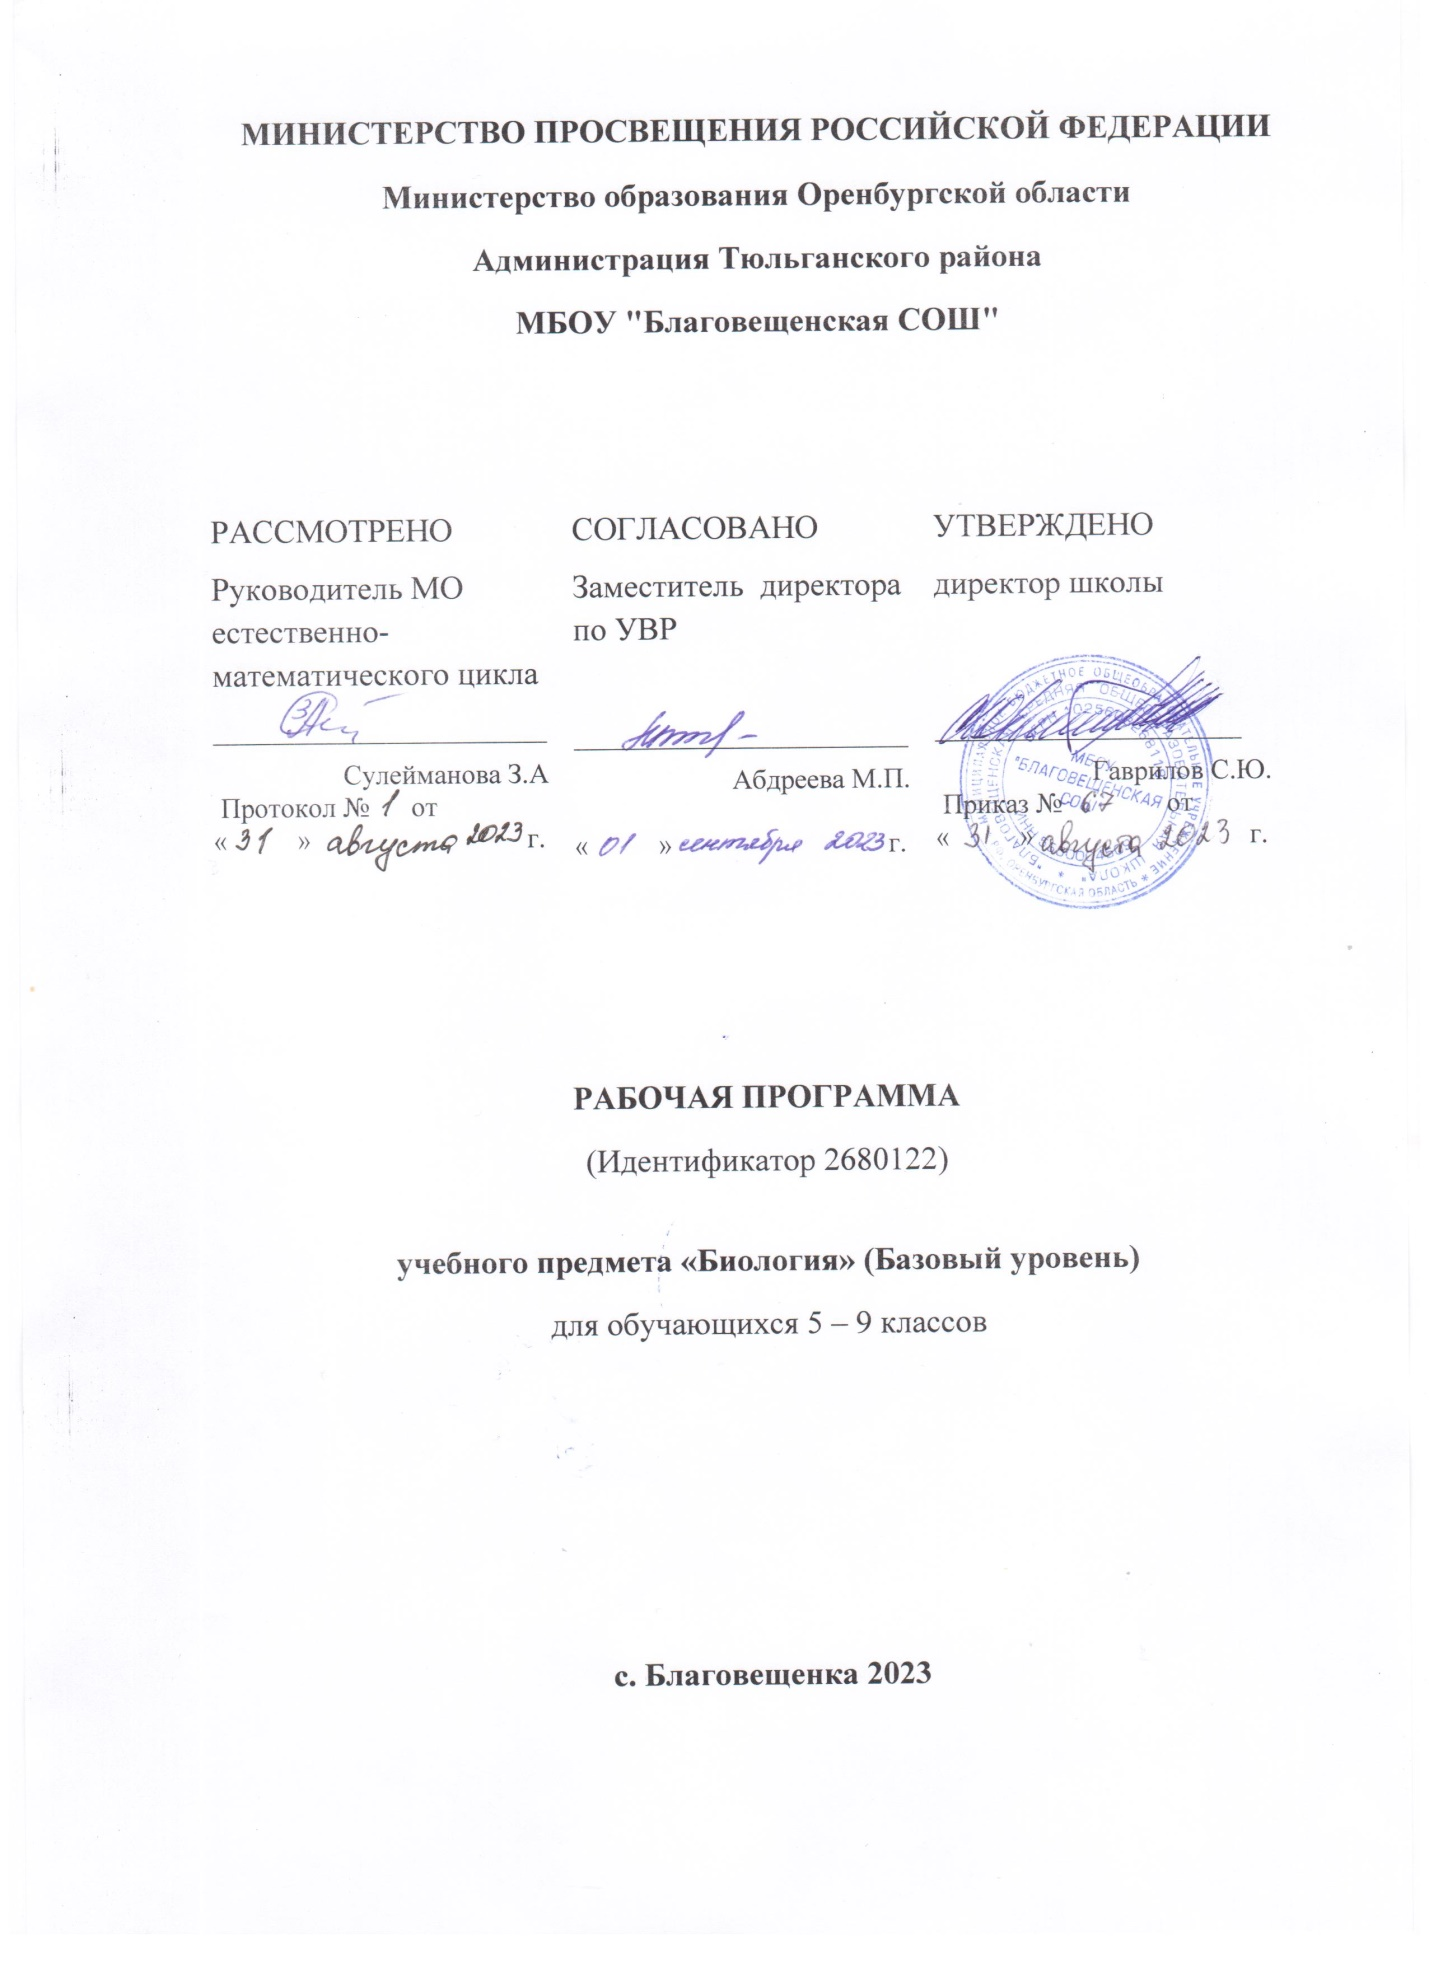 МИНИСТЕРСТВО ПРОСВЕЩЕНИЯ РОССИЙСКОЙ ФЕДЕРАЦИИ
Министерство образования Оренбургской области
Администрация Тюльганского района
МБОУ "Благовещенская СОШ"
РАССМОТРЕНО
Руководитель МО
естественно-
математического цикла
Сулейманова З.А
Протокол № 1 от
« 31 » августа 2023 г.
СОГЛАСОВАНО
Заместитель директора
по УВР
Абдреева М.П.
« 01 » сентября 2023 г.
УТВЕРЖДЕНО
директор школы
Гаврилов С.Ю.
Приказ № 67 от
« 31 » августа 2023 г.
МБОУ
"БЛАГОВЕЩЕНСКАЯ
СОШ"
РАБОЧАЯ ПРОГРАММА
(Идентификатор 2680122)
учебного предмета «Биология» (Базовый уровень)
для обучающихся 5 – 9 классов
с. Благовещенка 2023